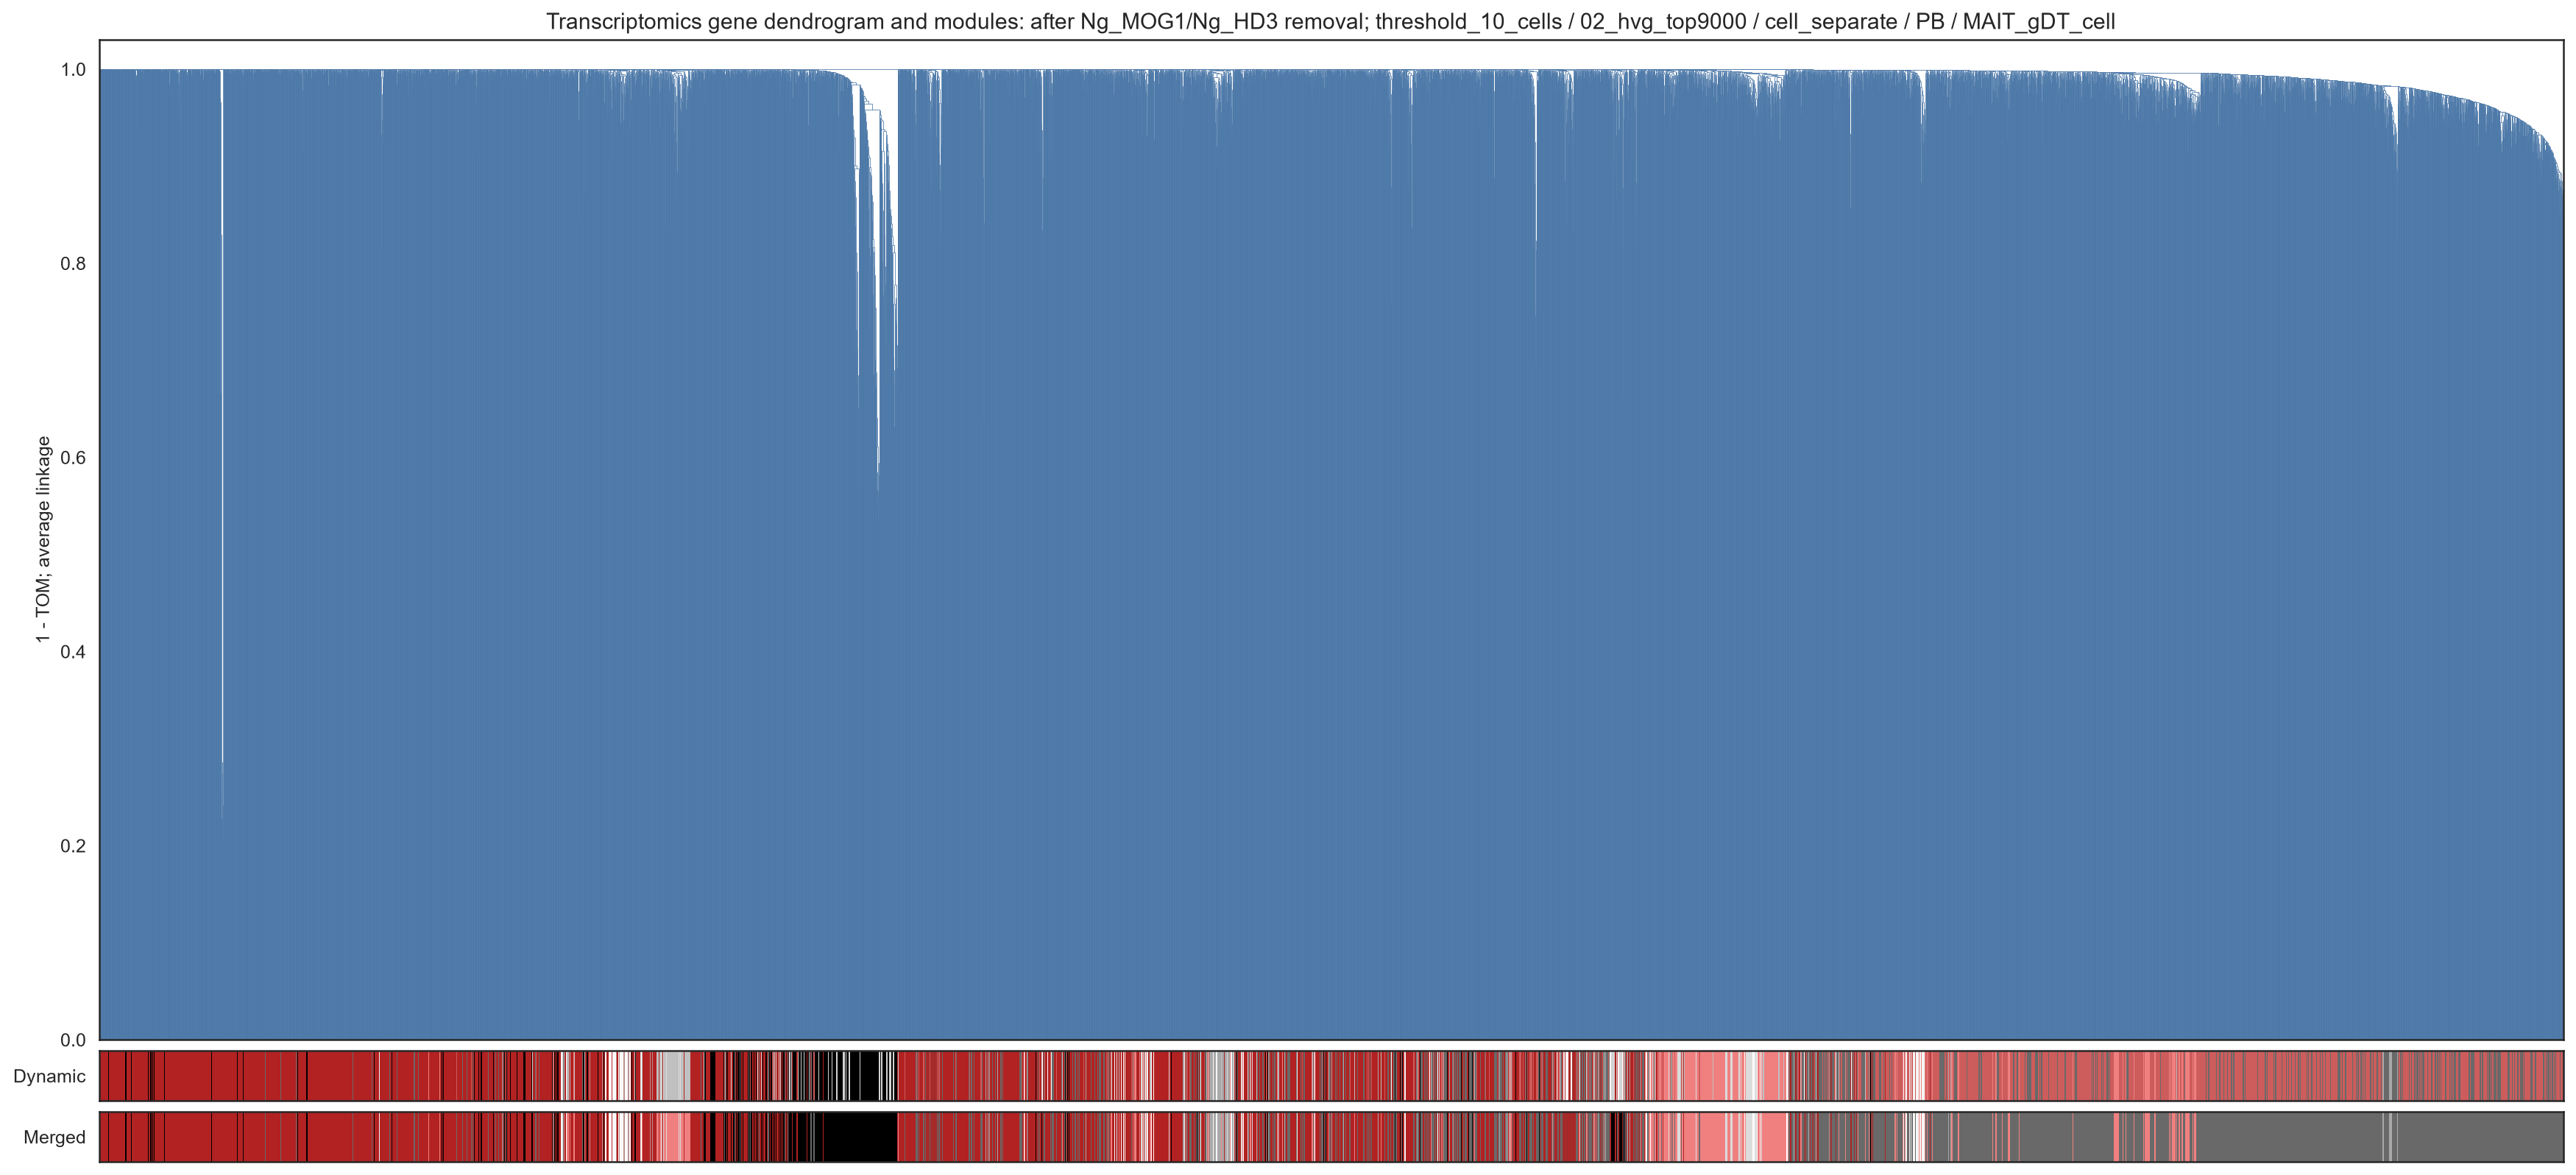 Transcriptomics gene dendrogram and modules: after Ng_MOG1/Ng_HD3 removal; threshold_10_cells / 02_hvg_top9000 / cell_separate / PB / MAIT_gDT_cell
1.0
0.8
0.6
0.4
0.2
0.0
1 - TOM; average linkage
Dynamic
Merged